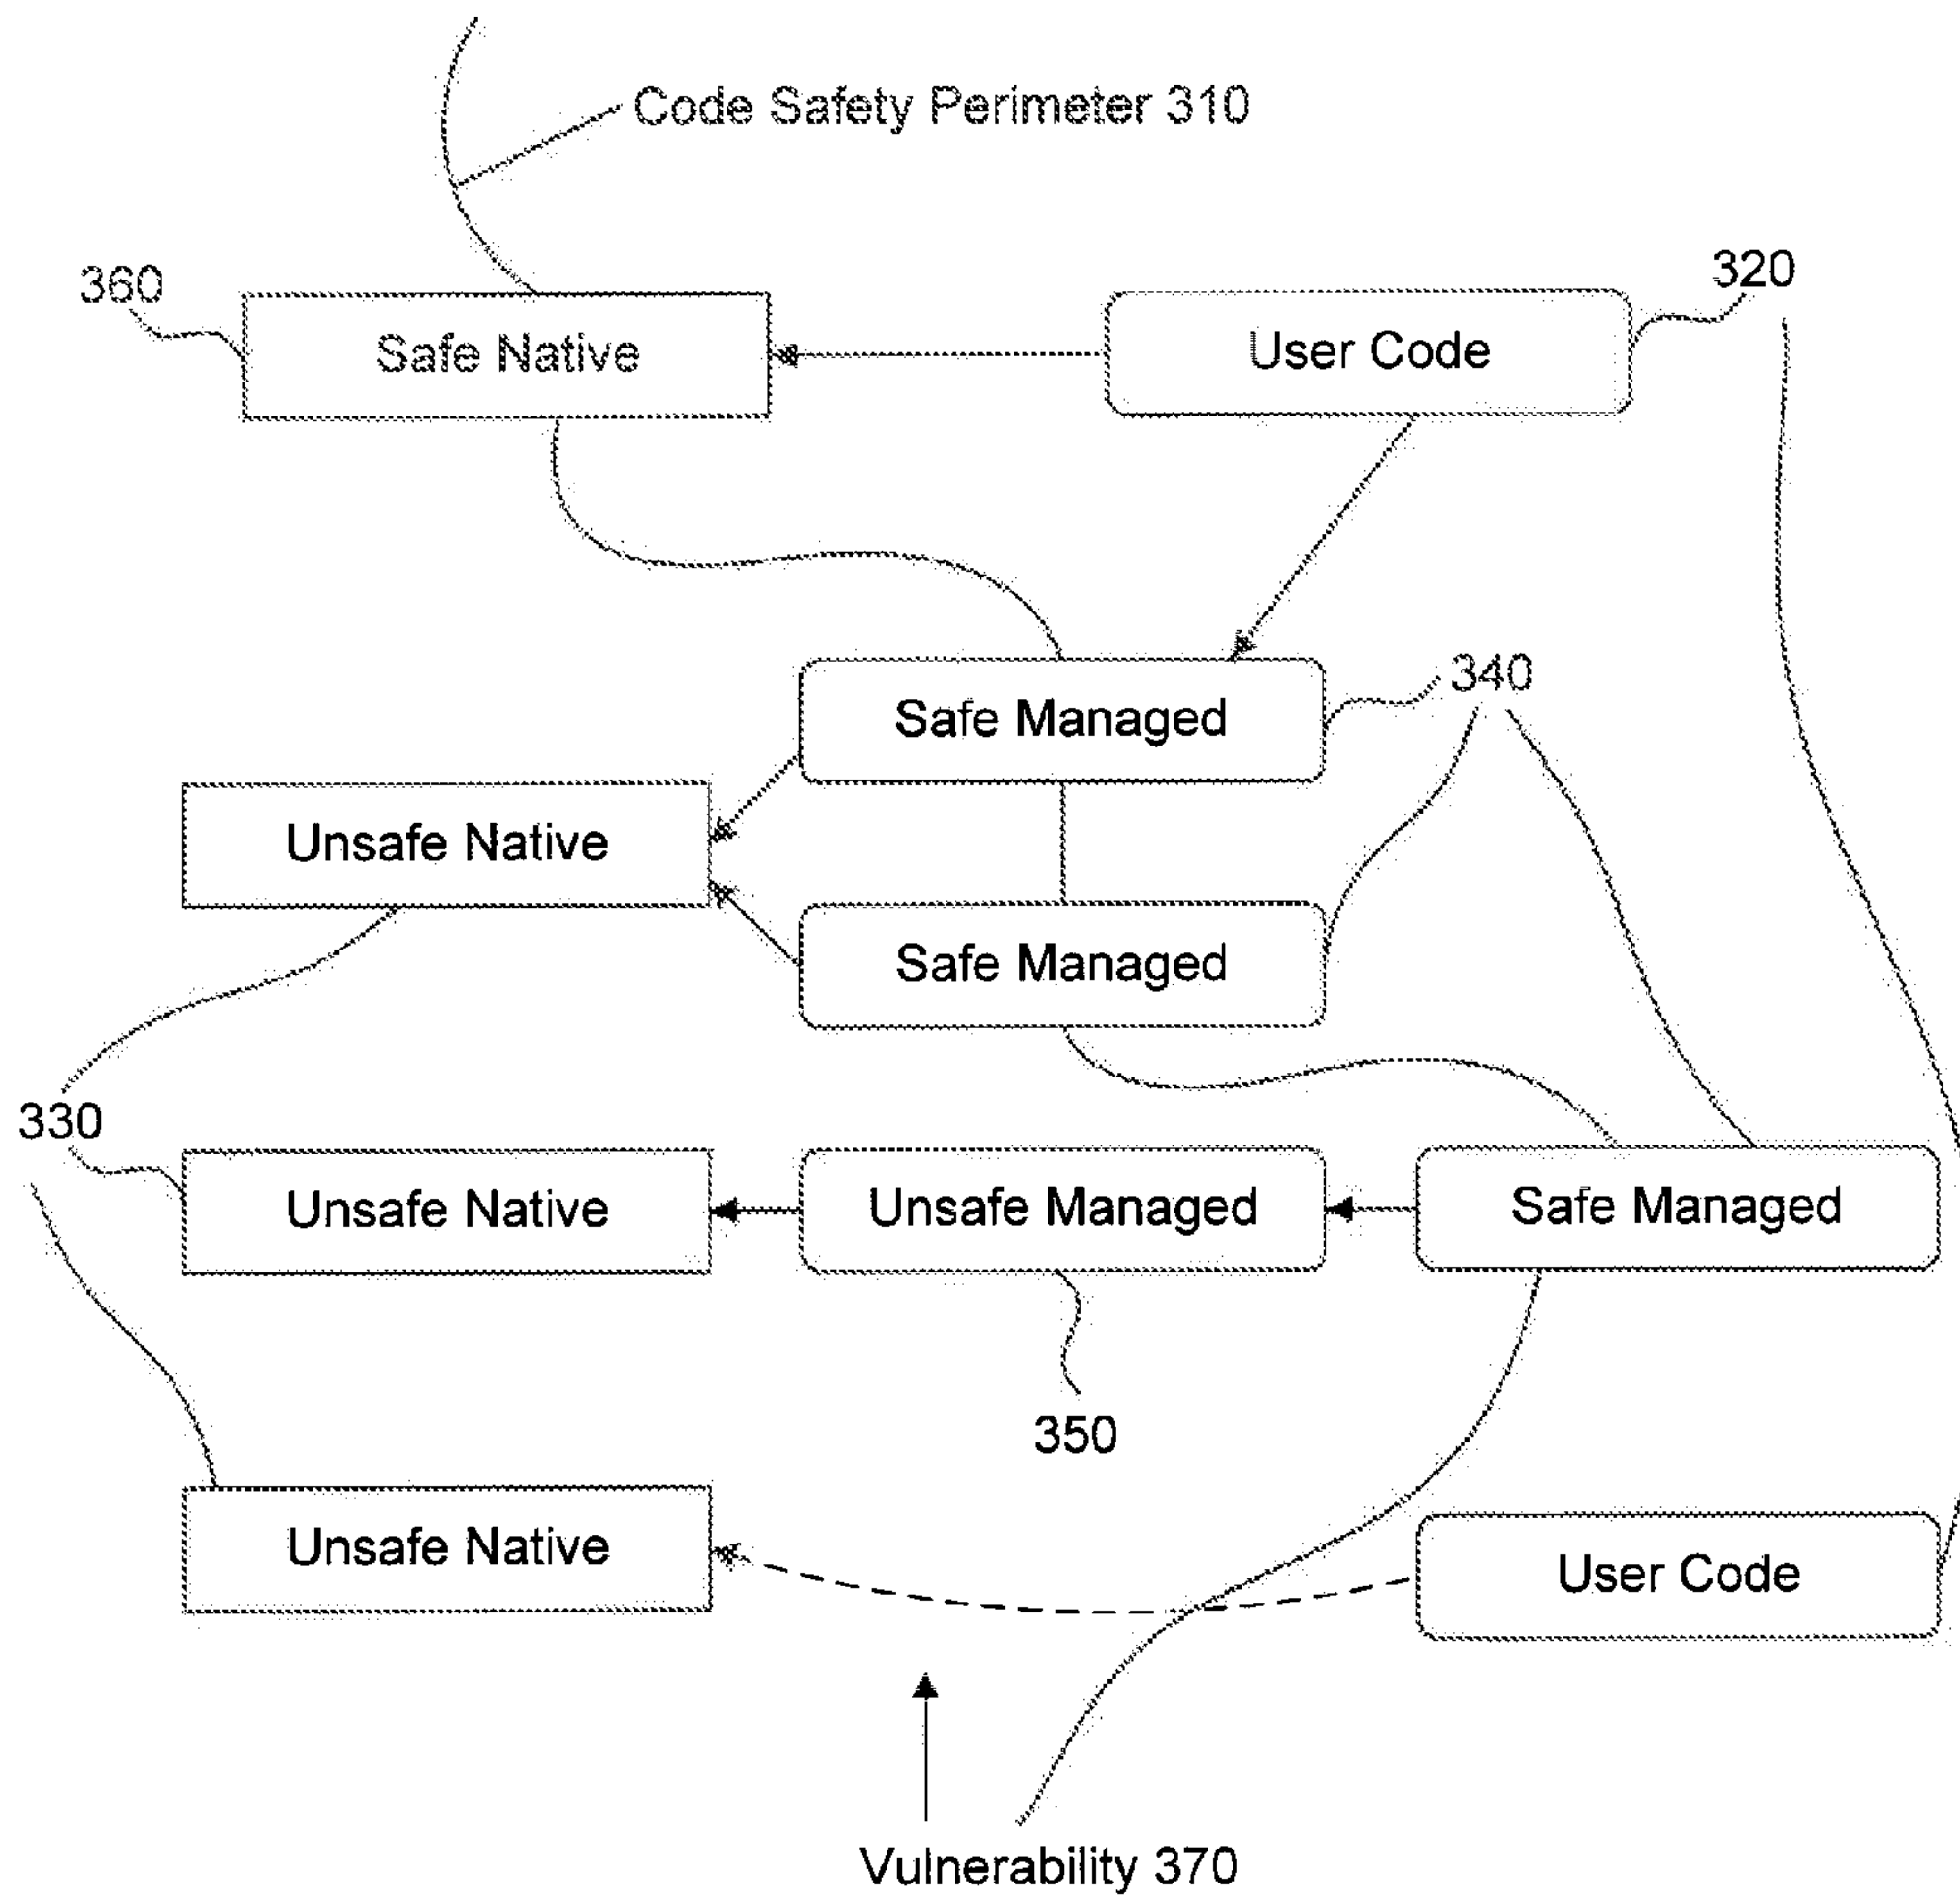 Code Safety Perimeter 310
360
320
Safe Native
User Code
Safe Managed
340
Unsafe Native
Safe Managed
330
Unsafe Native
Unsafe Managed
Safe Managed
350
Unsafe Native
User Code
Vulnerability 370